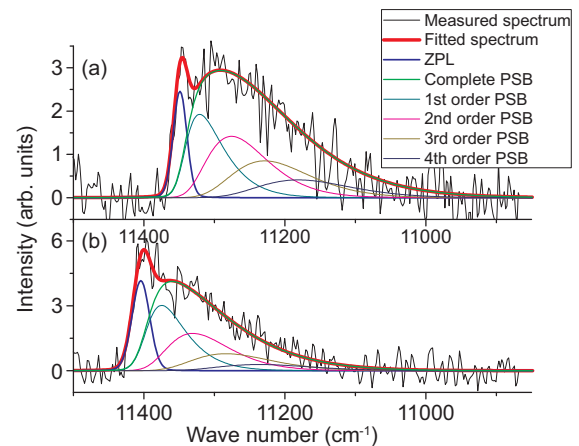 Measured spectrum
Fitted spectrum
ZPL
Complete PSB
1st order PSB
2nd order PSB
3rd order PSB
4th order PSB
(a)
3
2
1
0
11400 11200 11000
Intensity (arb. units)
(b)
6
3
0
11400 11200 11000
Wave number (cm⁻¹)